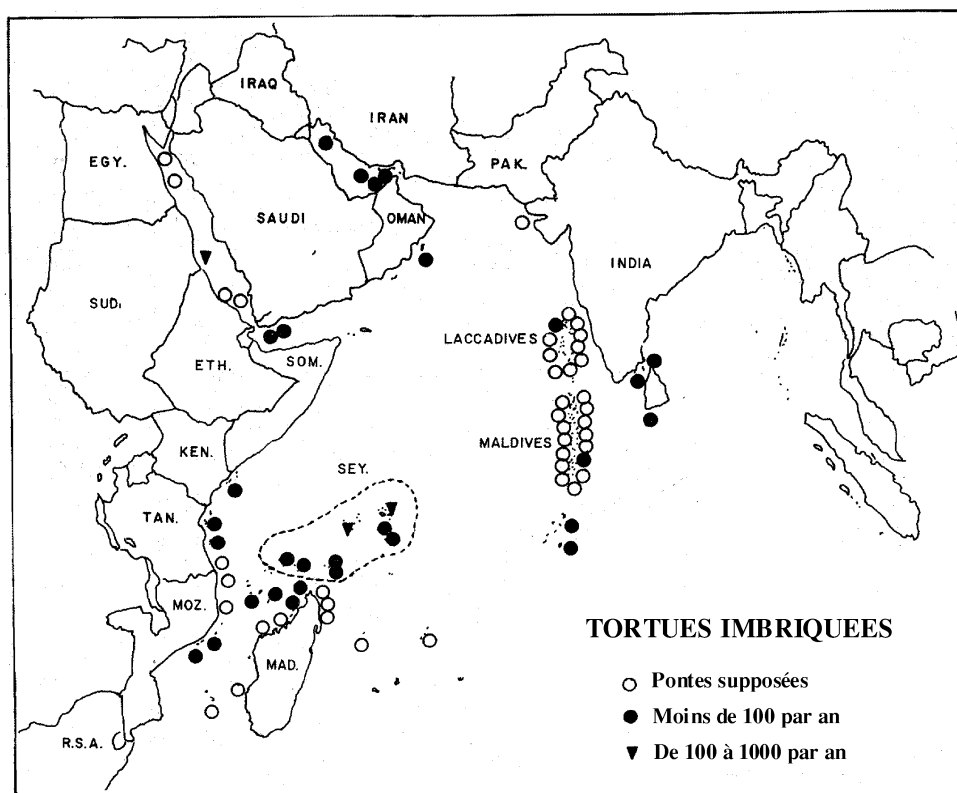 IRAQ
IRAN
EGY.
PAK.
SAUDI
OMAN
INDIA
SUD.
LACCADIVES
ETH.
SOM.
MALDIVES
KEN.
SEY.
TAN.
MOZ.
MAD.
R.S.A.
TORTUES IMBRIQUEES
Pontes supposées
Moins de 100 par an
De 100 à 1000 par an